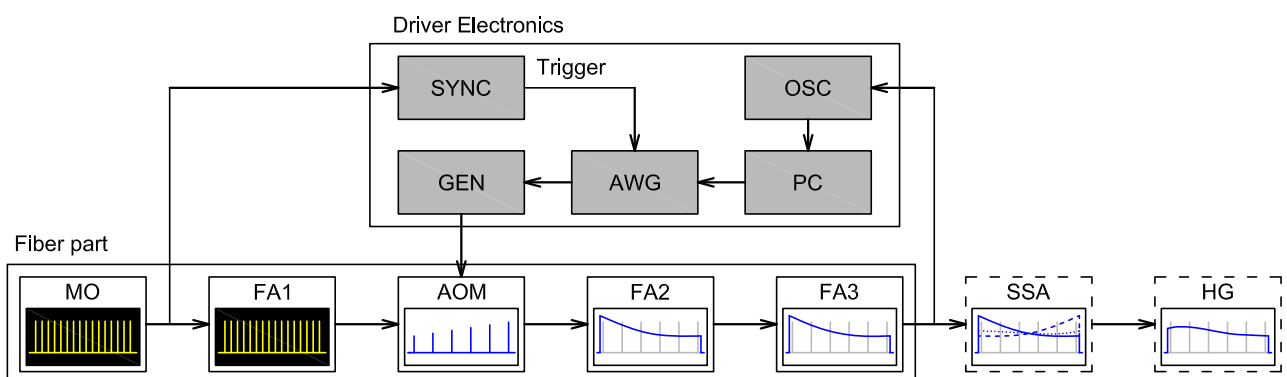 Driver Electronics
SYNC
Trigger
OSC
GEN
AWG
PC
Fiber part
MO
FA1
AOM
FA2
FA3
SSA
HG